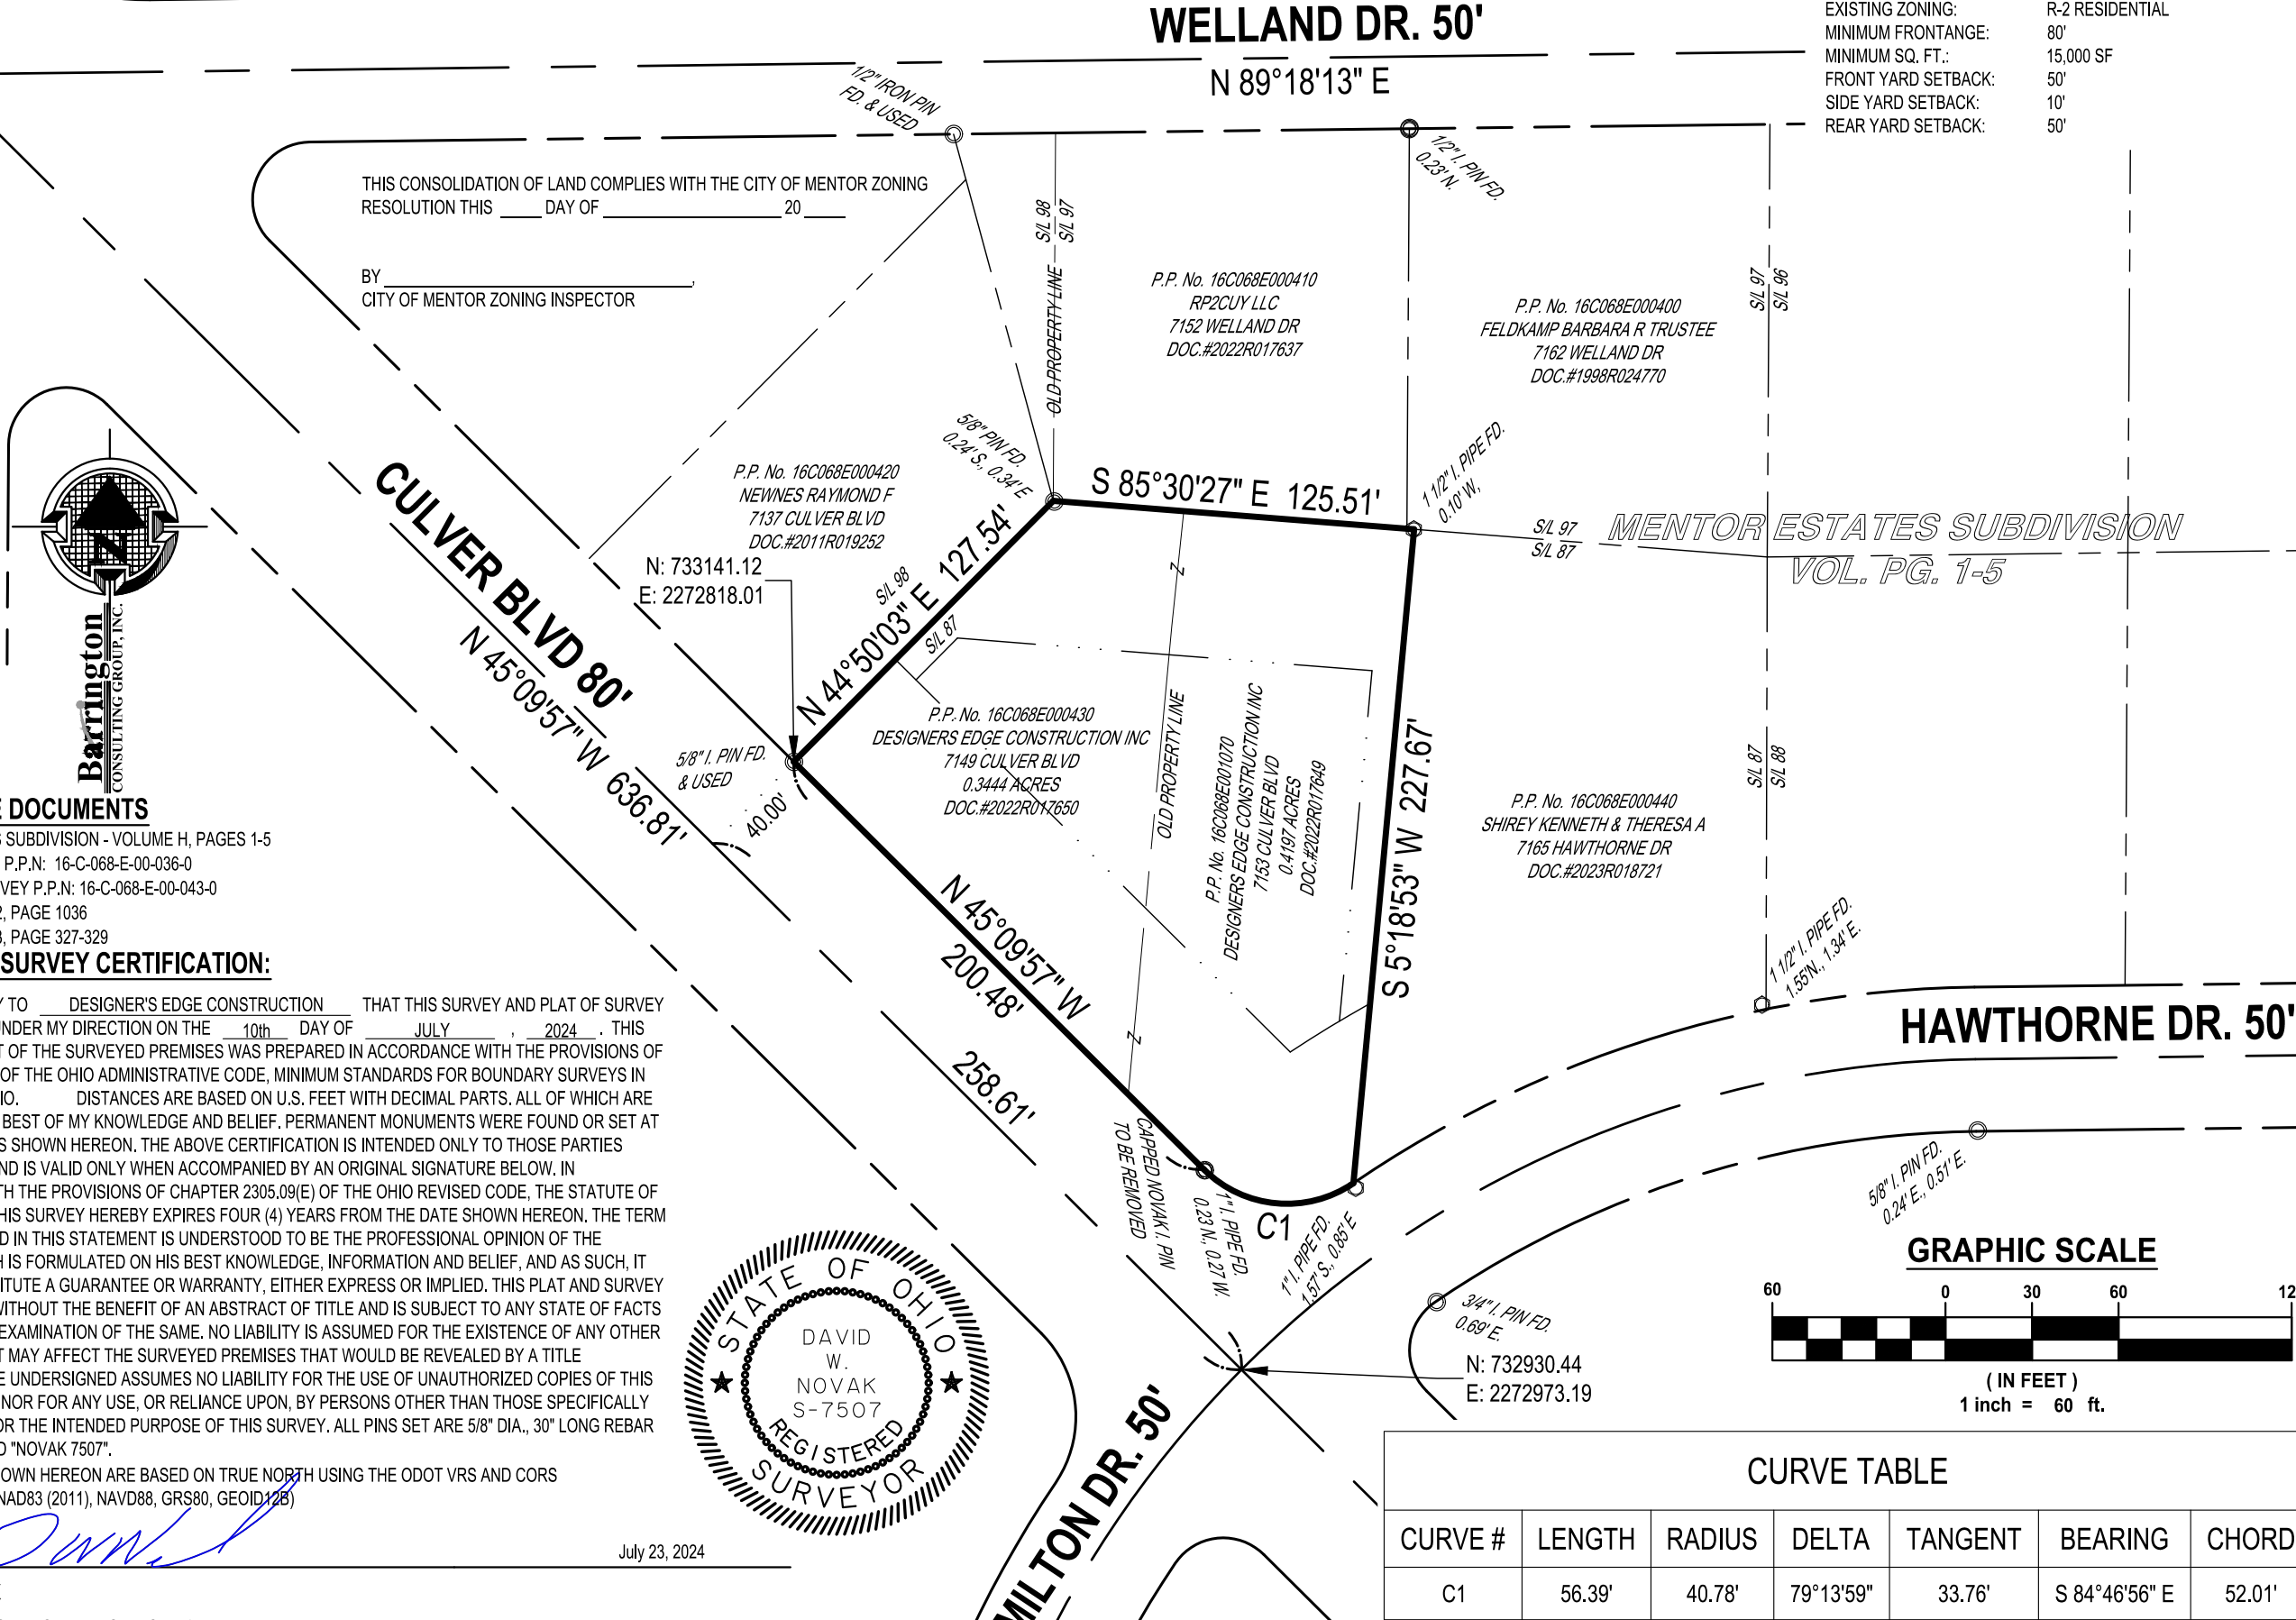 WELLAND DR. 50'
N 89°18'13" E
EXISTING ZONING: R-2 RESIDENTIAL
MINIMUM FRONTANGE: 80'
MINIMUM SQ. FT.: 15,000 SF
FRONT YARD SETBACK: 50'
SIDE YARD SETBACK: 10'
REAR YARD SETBACK: 50'
1/2" IRON PIN
FD. & USED
1/2" I. PIN FD.
0.23' N.
THIS CONSOLIDATION OF LAND COMPLIES WITH THE CITY OF MENTOR ZONING
RESOLUTION THIS ____ DAY OF ____ 20 ____
BY ____,
CITY OF MENTOR ZONING INSPECTOR
S/L 98
S/L 97
OLD PROPERTY LINE
P.P. No. 16C068E000410
RP2CUY LLC
7152 WELLAND DR
DOC.#2022R017637
P.P. No. 16C068E000400
FELDKAMP BARBARA R TRUSTEE
7162 WELLAND DR
DOC.#1998R024770
S/L 97
S/L 96
5/8" PIN FD.
0.24' S., 0.34' E
P.P. No. 16C068E000420
NEWNES RAYMOND F
7137 CULVER BLVD
DOC.#2011R019252
N: 733141.12
E: 2272818.01
S 85°30'27" E 125.51'
1 1/2" I. PIPE FD.
0.10' W,
S/L 97
S/L 87
MENTOR ESTATES SUBDIVISION
VOL. PG. 1-5
N
Barrington
CONSULTING GROUP, INC.
CULVER BLVD 80'
N 45°09'57" W 636.81'
S/L 98
N 44°50'03" E 127.54'
S/L 87
5/8" I. PIN FD.
& USED
40.00'
P.P. No. 16C068E000430
DESIGNERS EDGE CONSTRUCTION INC
7149 CULVER BLVD
0.3444 ACRES
DOC.#2022R017650
Z
OLD PROPERTY LINE
Z
P.P. No. 16C068E001070
DESIGNERS EDGE CONSTRUCTION INC
7153 CULVER BLVD
0.4197 ACRES
DOC.#2022R017649
S 5°18'53" W 227.67'
P.P. No. 16C068E000440
SHIREY KENNETH & THERESA A
7165 HAWTHORNE DR
DOC.#2023R018721
S/L 87
S/L 88
1 1/2" I. PIPE FD.
1.55'N., 1.34' E.
HAWTHORNE DR. 50'
N 45°09'57" W
200.48'
258.61'
E DOCUMENTS
S SUBDIVISION - VOLUME H, PAGES 1-5
P.P.N: 16-C-068-E-00-036-0
VEY P.P.N: 16-C-068-E-00-043-0
2, PAGE 1036
3, PAGE 327-329
SURVEY CERTIFICATION:
Y TO DESIGNER'S EDGE CONSTRUCTION THAT THIS SURVEY AND PLAT OF SURVEY
UNDER MY DIRECTION ON THE 10th DAY OF JULY , 2024 . THIS
T OF THE SURVEYED PREMISES WAS PREPARED IN ACCORDANCE WITH THE PROVISIONS OF
OF THE OHIO ADMINISTRATIVE CODE, MINIMUM STANDARDS FOR BOUNDARY SURVEYS IN
IO. DISTANCES ARE BASED ON U.S. FEET WITH DECIMAL PARTS. ALL OF WHICH ARE
BEST OF MY KNOWLEDGE AND BELIEF. PERMANENT MONUMENTS WERE FOUND OR SET AT
S SHOWN HEREON. THE ABOVE CERTIFICATION IS INTENDED ONLY TO THOSE PARTIES
ND IS VALID ONLY WHEN ACCOMPANIED BY AN ORIGINAL SIGNATURE BELOW. IN
TH THE PROVISIONS OF CHAPTER 2305.09(E) OF THE OHIO REVISED CODE, THE STATUTE OF
HIS SURVEY HEREBY EXPIRES FOUR (4) YEARS FROM THE DATE SHOWN HEREON. THE TERM
D IN THIS STATEMENT IS UNDERSTOOD TO BE THE PROFESSIONAL OPINION OF THE
H IS FORMULATED ON HIS BEST KNOWLEDGE, INFORMATION AND BELIEF, AND AS SUCH, IT
TITUTE A GUARANTEE OR WARRANTY, EITHER EXPRESS OR IMPLIED. THIS PLAT AND SURVEY
WITHOUT THE BENEFIT OF AN ABSTRACT OF TITLE AND IS SUBJECT TO ANY STATE OF FACTS
EXAMINATION OF THE SAME. NO LIABILITY IS ASSUMED FOR THE EXISTENCE OF ANY OTHER
T MAY AFFECT THE SURVEYED PREMISES THAT WOULD BE REVEALED BY A TITLE
E UNDERSIGNED ASSUMES NO LIABILITY FOR THE USE OF UNAUTHORIZED COPIES OF THIS
NOR FOR ANY USE, OR RELIANCE UPON, BY PERSONS OTHER THAN THOSE SPECIFICALLY
OR THE INTENDED PURPOSE OF THIS SURVEY. ALL PINS SET ARE 5/8" DIA., 30" LONG REBAR
D "NOVAK 7507".
OWN HEREON ARE BASED ON TRUE NORTH USING THE ODOT VRS AND CORS
NAD83 (2011), NAVD88, GRS80, GEOID12B)
July 23, 2024
STATE OF OHIO
DAVID
W.
NOVAK
S-7507
REGISTERED
SURVEYOR
CAPPED NOVAK I. PIN
TO BE REMOVED
1" I. PIPE FD.
0.23 N., 0.27 W.
C1
1" I. PIPE FD.
1.57' S., 0.85' E
3/4" I. PIN FD.
0.69' E.
N: 732930.44
E: 2272973.19
5/8" I. PIN FD.
0.24' E., 0.51' E.
MILTON DR. 50'
GRAPHIC SCALE
60 0 30 60 12
( IN FEET )
1 inch = 60 ft.
CURVE TABLE
CURVE # LENGTH RADIUS DELTA TANGENT BEARING CHORD
C1 56.39' 40.78' 79°13'59" 33.76' S 84°46'56" E 52.01'